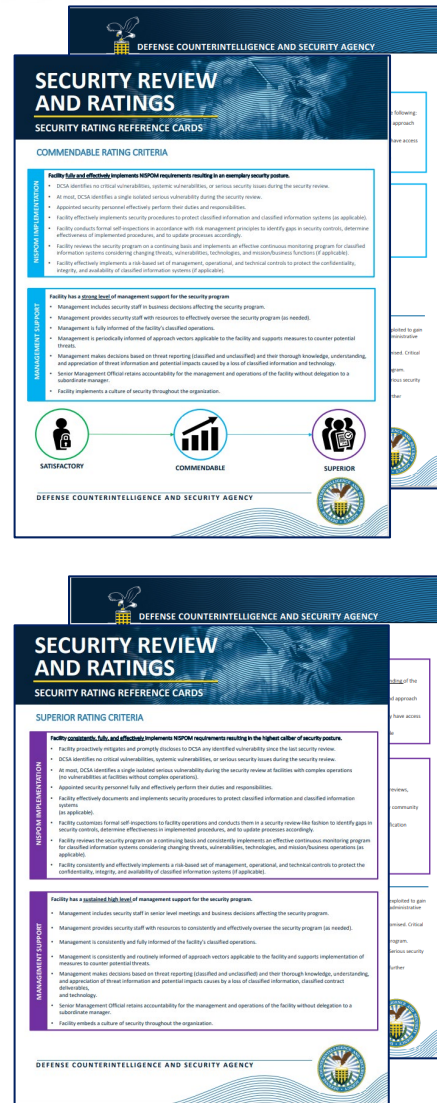 DEFENSE COUNTERINTELLIGENCE AND SECURITY AGENCY
SECURITY REVIEW
AND RATINGS
SECURITY RATING REFERENCE CARDS
COMMENDABLE RATING CRITERIA
NISPOM IMPLEMENTATION
Facility fully and effectively implements NISPOM requirements resulting in an exemplary security posture.
• DCSA identifies no critical vulnerabilities, systemic vulnerabilities, or serious security issues during the security review.
• At most, DCSA identifies a single isolated serious vulnerability during the security review.
• Appointed security personnel effectively perform their duties and responsibilities.
• Facility effectively implements security procedures to protect classified information and classified information systems (as applicable).
• Facility conducts formal self-inspections in accordance with risk management principles to identify gaps in security controls, determine
effectiveness of implemented procedures, and to update processes accordingly.
• Facility reviews the security program on a continuing basis and implements an effective continuous monitoring program for classified
information systems considering changing threats, vulnerabilities, technologies, and mission/business functions (if applicable).
• Facility effectively implements a risk-based set of management, operational, and technical controls to protect the confidentiality,
integrity, and availability of classified information systems (if applicable).
MANAGEMENT SUPPORT
Facility has a strong level of management support for the security program
• Management includes security staff in business decisions affecting the security program.
• Management provides security staff with resources to effectively oversee the security program (as needed).
• Management is fully informed of the facility's classified operations.
• Management is periodically informed of approach vectors applicable to the facility and supports measures to counter potential
threats.
• Management makes decisions based on threat reporting (classified and unclassified) and their thorough knowledge, understanding,
and appreciation of threat information and potential impacts caused by a loss of classified information and technology.
• Senior Management Official retains accountability for the management and operations of the facility without delegation to a
subordinate manager.
• Facility implements a culture of security throughout the organization.
SATISFACTORY
COMMENDABLE
SUPERIOR
DEFENSE COUNTERINTELLIGENCE AND SECURITY AGENCY
following:
approach
have access
exploited to gain
administrative
Critical
program.
serious security
DEFENSE COUNTERINTELLIGENCE AND SECURITY AGENCY
SECURITY REVIEW
AND RATINGS
SECURITY RATING REFERENCE CARDS
SUPERIOR RATING CRITERIA
NISPOM IMPLEMENTATION
Facility consistently, fully, and effectively implements NISPOM requirements resulting in the highest caliber of security posture.
• Facility proactively mitigates and promptly discloses to DCSA any identified vulnerability since the last security review.
• DCSA identifies no critical vulnerabilities, systemic vulnerabilities, or serious security issues during the security review.
• At most, DCSA identifies a single isolated serious vulnerability during the security review at facilities with complex operations
(no vulnerabilities at facilities without complex operations).
• Appointed security personnel fully and effectively perform their duties and responsibilities.
• Facility effectively documents and implements security procedures to protect classified information and classified information
systems
(as applicable).
• Facility customizes formal self-inspections to facility operations and conducts them in a security review-like fashion to identify gaps in
security controls, determine effectiveness in implemented procedures, and to update processes accordingly.
• Facility reviews the security program on a continuing basis and consistently implements an effective continuous monitoring program
for classified information systems considering changing threats, vulnerabilities, technologies, and mission/business operations (as
applicable).
• Facility consistently and effectively implements a risk-based set of management, operational, and technical controls to protect the
confidentiality, integrity, and availability of classified information systems (if applicable).
MANAGEMENT SUPPORT
Facility has a sustained high level of management support for the security program.
• Management includes security staff in senior level meetings and business decisions affecting the security program.
• Management provides security staff with resources to consistently and effectively oversee the security program (as needed).
• Management is consistently and fully informed of the facility's classified operations.
• Management is consistently and routinely informed of approach vectors applicable to the facility and supports implementation of
measures to counter potential threats.
• Management makes decisions based on threat reporting (classified and unclassified) and their thorough knowledge, understanding,
and appreciation of threat information and potential impacts caused by a loss of classified information, classified contract
deliverables,
and technology.
• Senior Management Official retains accountability for the management and operations of the facility without delegation to a
subordinate manager.
• Facility embeds a culture of security throughout the organization.
DEFENSE COUNTERINTELLIGENCE AND SECURITY AGENCY
of the
approach
have access
reviews,
community
exploited to gain
administrative
Critical
program.
Serious security
further